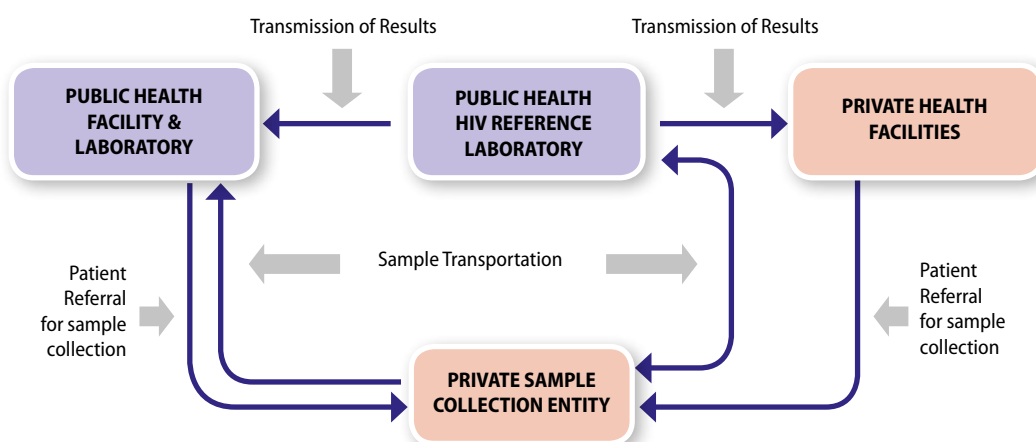 Transmission of Results
Transmission of Results
PUBLIC HEALTH
FACILITY &
LABORATORY
PUBLIC HEALTH
HIV REFERENCE
LABORATORY
PRIVATE HEALTH
FACILITIES
Sample Transportation
Patient
Referral
for sample
collection
Patient
Referral
for sample
collection
PRIVATE SAMPLE
COLLECTION ENTITY